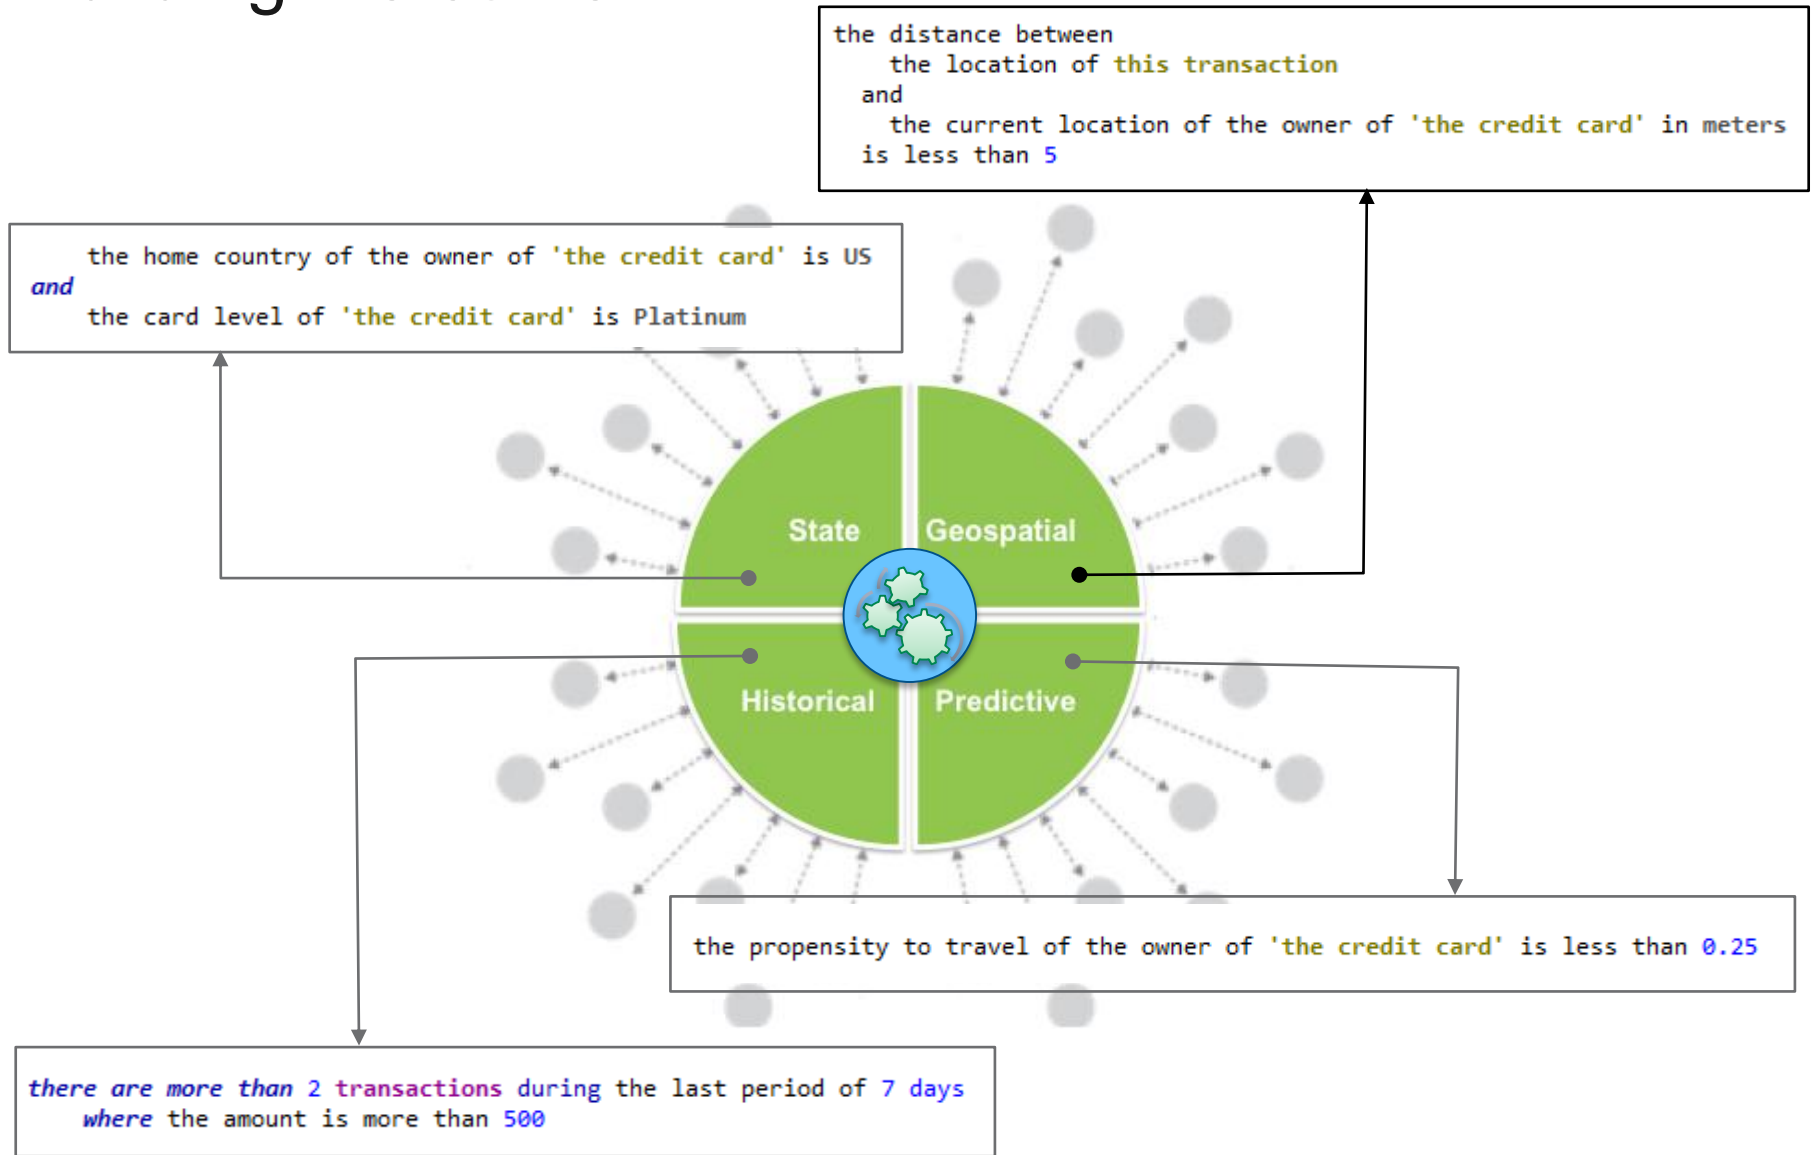 the distance between
the location of this transaction
and
the current location of the owner of 'the credit card' in meters
is less than 5
the home country of the owner of 'the credit card' is US
and
the card level of 'the credit card' is Platinum
State
Geospatial
Historical
Predictive
the propensity to travel of the owner of 'the credit card' is less than 0.25
there are more than 2 transactions during the last period of 7 days
where the amount is more than 500